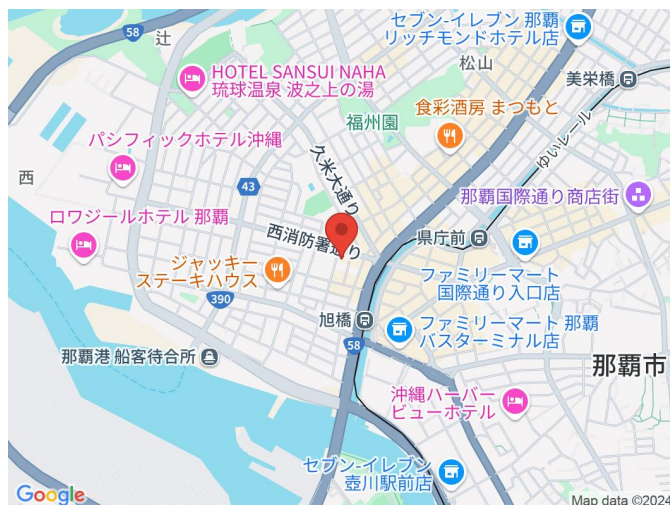 58
辻
セブン-イレブン 那覇
リッチモンドホテル店
松山
美栄橋
HOTEL SANSUI NAHA
琉球温泉 波之上の湯
食彩酒房 まつもと
福州園
ゆいレール
パシフィックホテル沖縄
久米大通り
西
43
那覇国際通り商店街
ロワジールホテル 那覇
西消防署通り
県庁前
ジャッキー
ステーキハウス
ファミリーマート
国際通り入口店
390
旭橋
ファミリーマート 那覇
バスターミナル店
58
那覇港 船客待合所
那覇市
沖縄ハーバー
ビューホテル
セブン-イレブン
壺川駅前店
Google
Map data ©2024